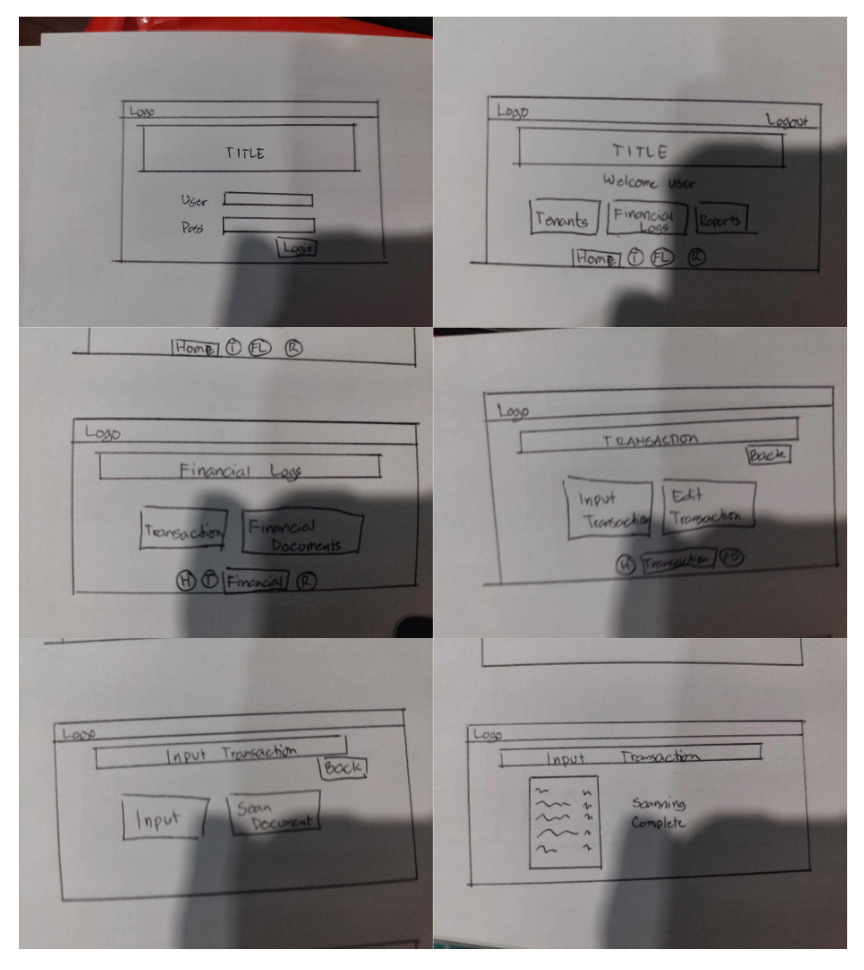 Logo
TITLE
User
Pass
Login
Logo
Logout
TITLE
Welcome User
Tenants
Financial Logs
Reports
Home T FL R
Home T FL R
Logo
Financial Logs
Transaction
Financial Documents
H T Financial R
Logo
TRANSACTION
Back
Input Transaction
Edit Transaction
H Transaction FD
Logo
Input Transaction
Back
Input
Scan Document
Logo
Input Transaction
Scanning
Complete